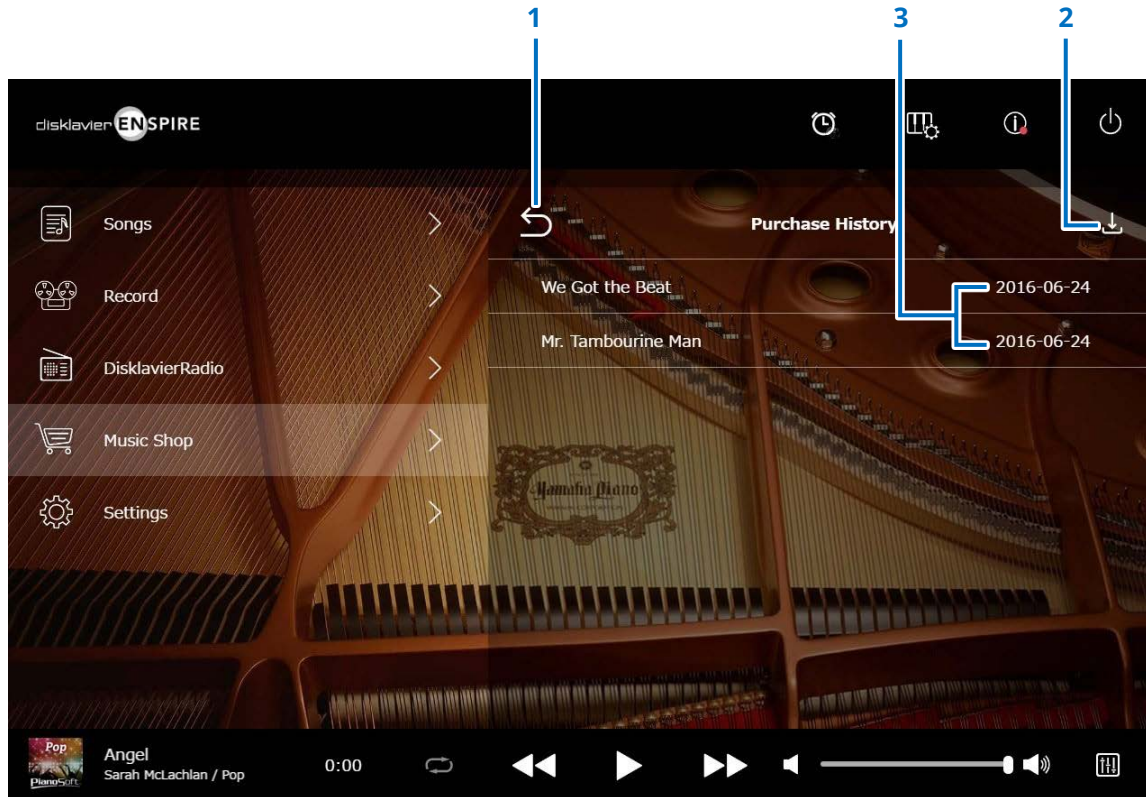 1
3
2
disklavier ENSPIRE
Songs
Purchase History
Record
We Got the Beat
2016-06-24
Mr. Tambourine Man
2016-06-24
DisklavierRadio
Music Shop
Yamaha Piano
Settings
Pop
PianoSoft
Angel
Sarah McLachlan / Pop
0:00